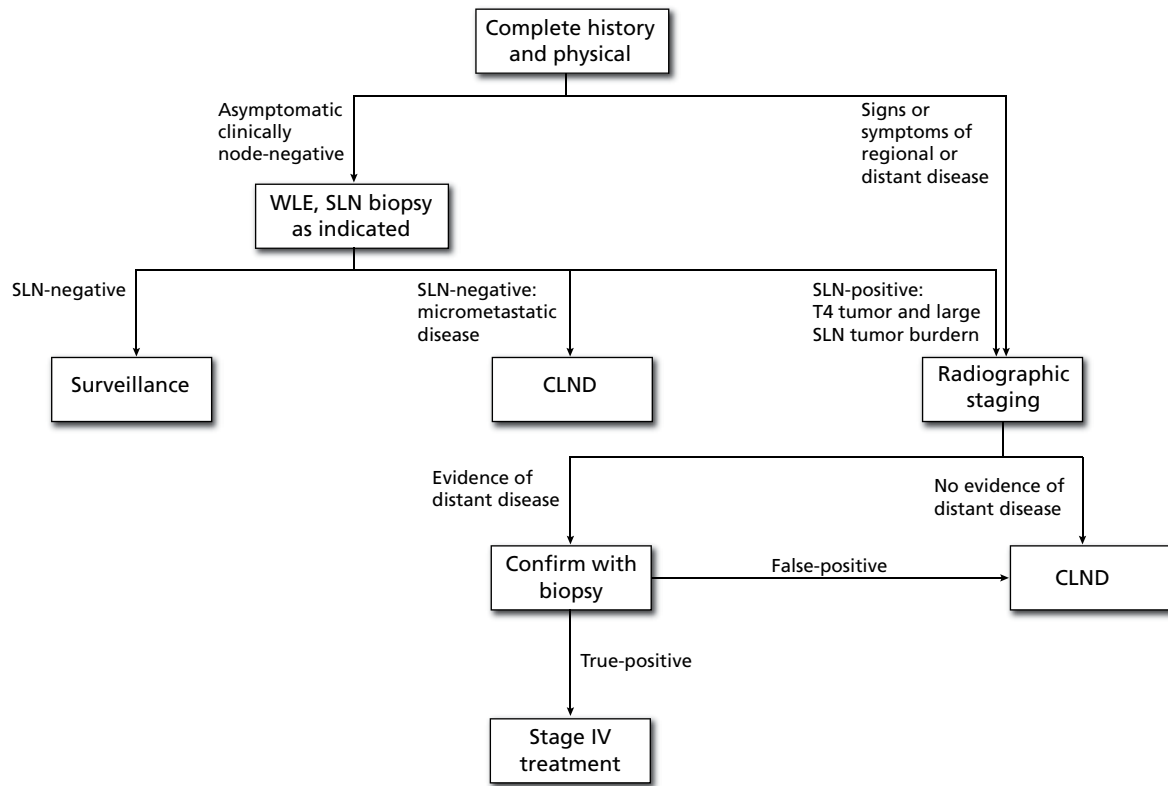 Complete history
and physical
Asymptomatic
clinically
node-negative
Signs or
symptoms of
regional or
distant disease
WLE, SLN biopsy
as indicated
SLN-negative
SLN-negative:
micrometastatic
disease
SLN-positive:
T4 tumor and large
SLN tumor burdern
Surveillance
CLND
Radiographic
staging
Evidence of
distant disease
No evidence of
distant disease
Confirm with
biopsy
False-positive
CLND
True-positive
Stage IV
treatment